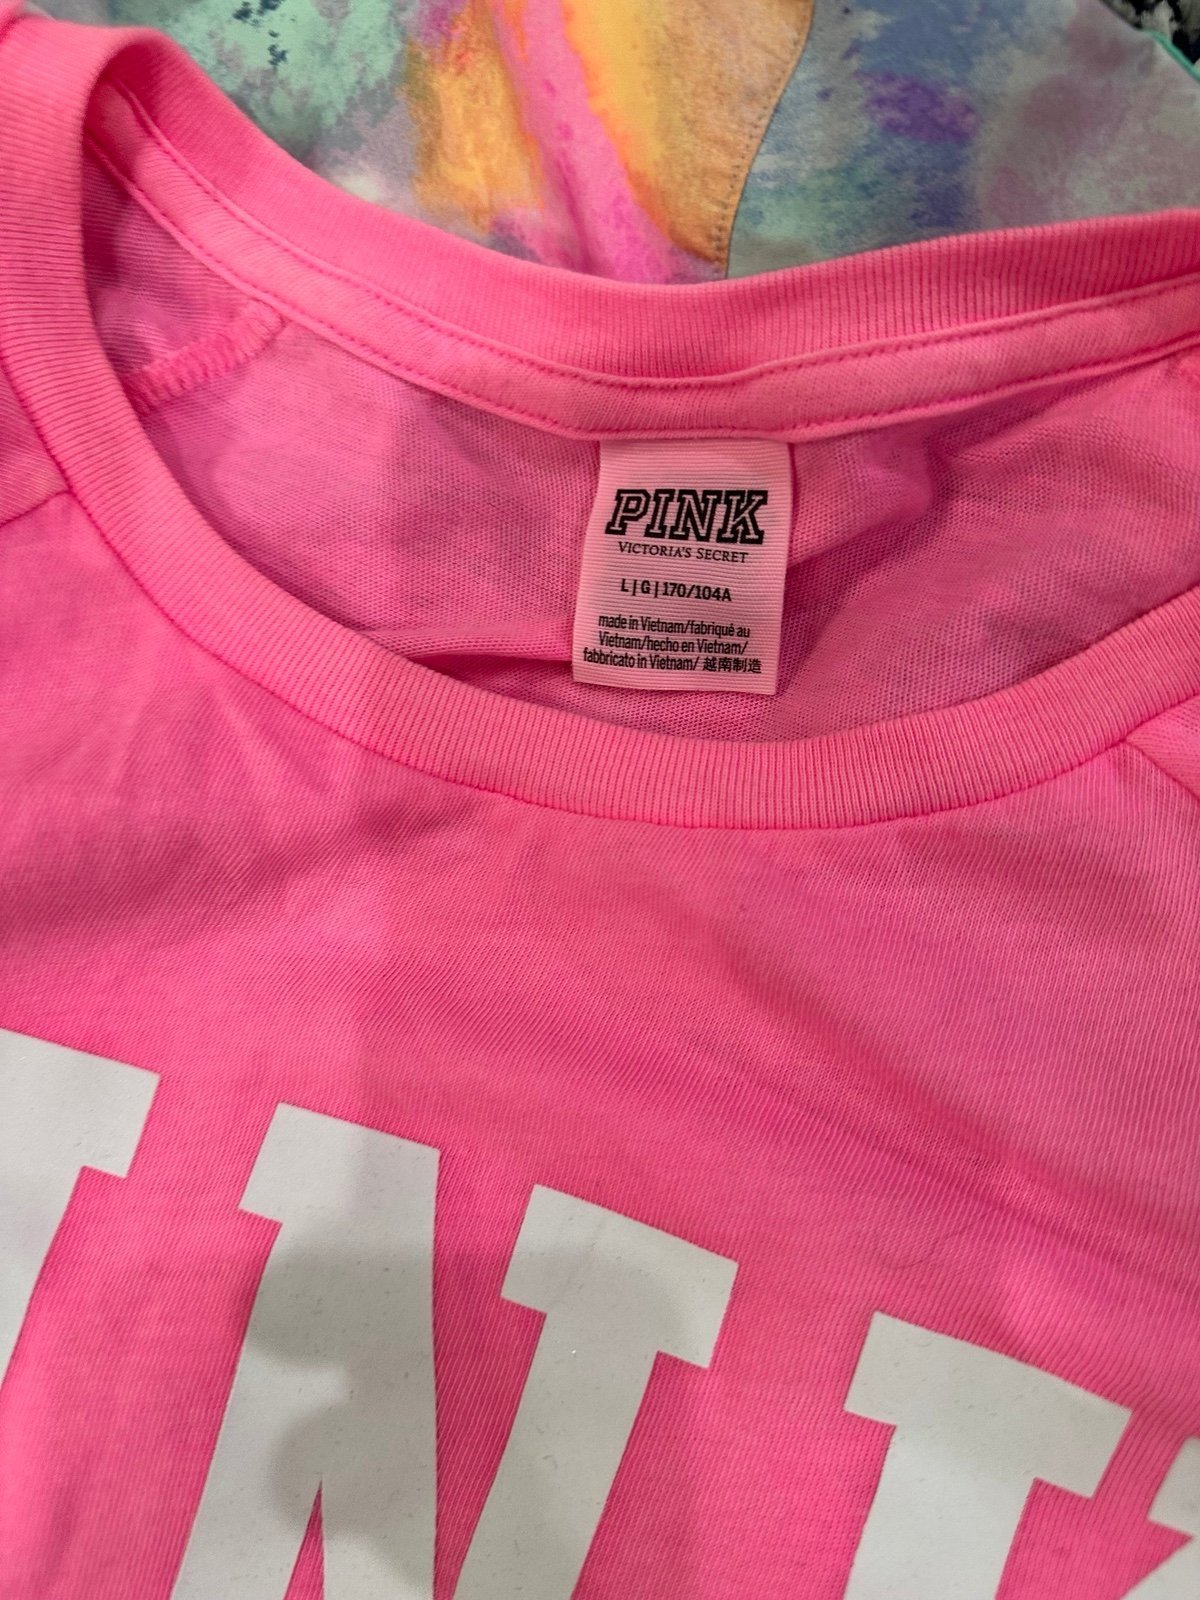 PINK
VICTORIA'S SECRET
L|G|170/104A
made in Vietnam/fabriqué au
Vietnam/hecho en Vietnam/
fabbricato in Vietnam/ 越南制造
INK